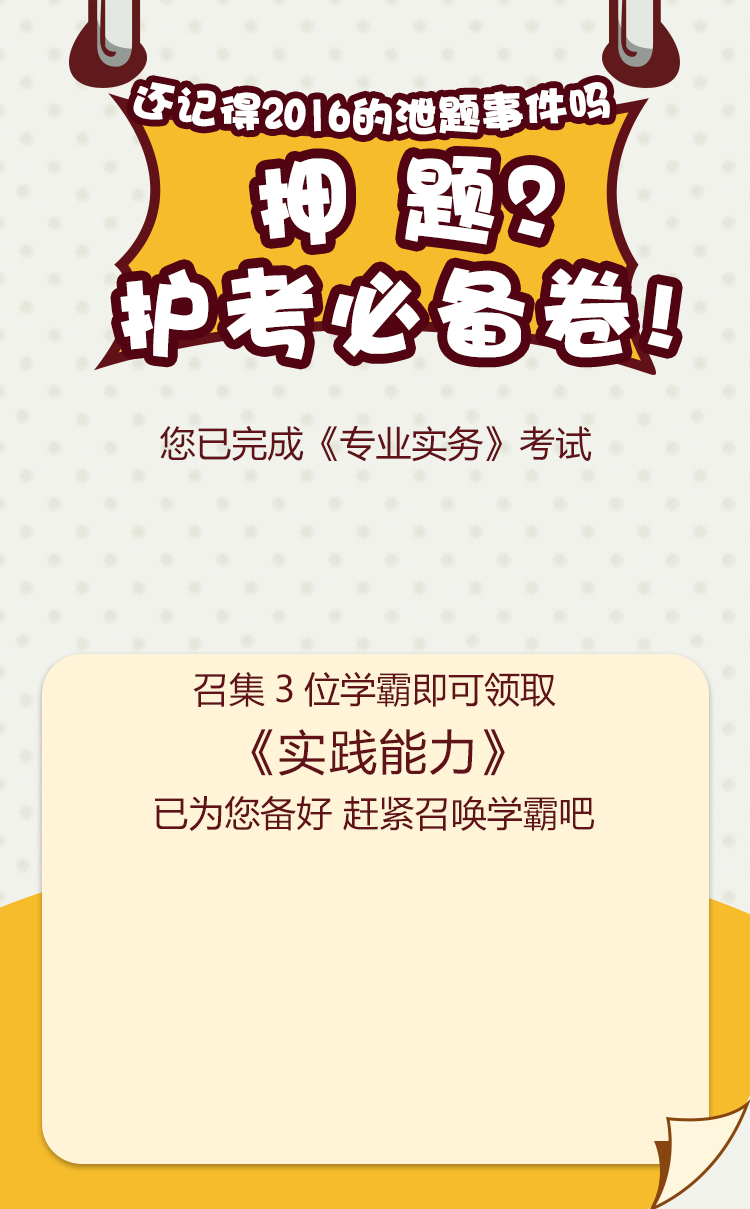 还记得2016的泄题事件吗
押 题?
护考必备卷!
您已完成《专业实务》考试
召集 3 位学霸即可领取
《实践能力》
已为您备好 赶紧召唤学霸吧